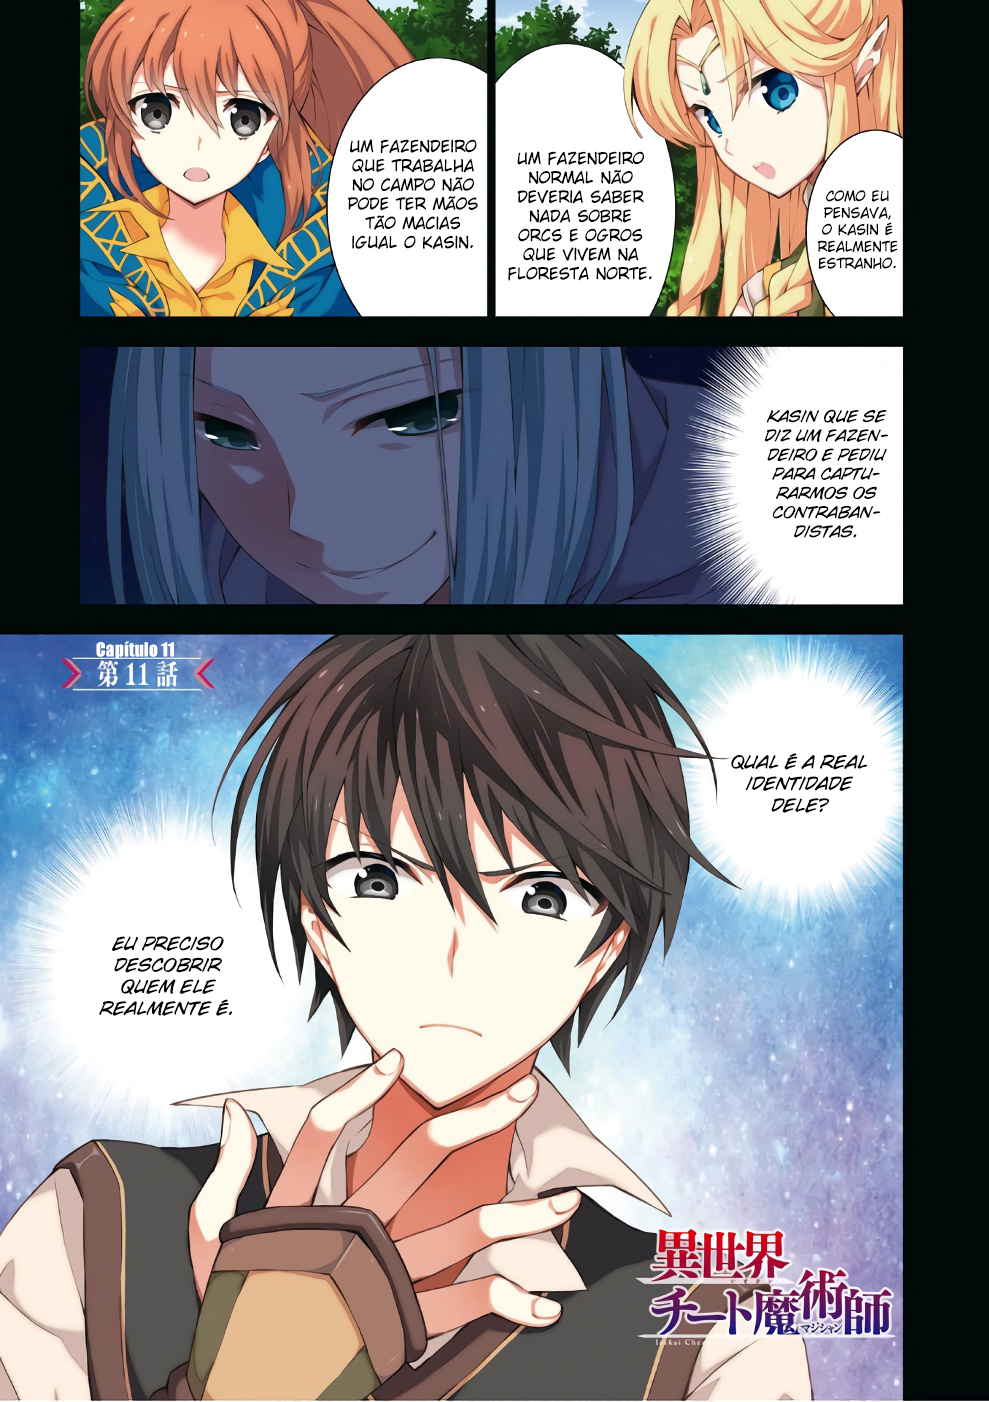 COMO EU
PENSAVA,
O KASIN É
REALMENTE
ESTRANHO.
UM FAZENDEIRO
NORMAL NÃO
DEVERIA SABER
NADA SOBRE
ORCS E OGROS
QUE VIVEM NA
FLORESTA NORTE.
UM FAZENDEIRO
QUE TRABALHA
NO CAMPO NÃO
PODE TER MÃOS
TÃO MACIAS
IGUAL O KASIN.
KASIN QUE SE
DIZ UM FAZEN-
DEIRO E PEDIU
PARA CAPTU-
RARMOS OS
CONTRABAN-
DISTAS.
Capítulo 11
第11話
QUAL É A REAL
IDENTIDADE
DELE?
EU PRECISO
DESCOBRIR
QUEM ELE
REALMENTE É.
異世界
チート魔術師
マジシャン